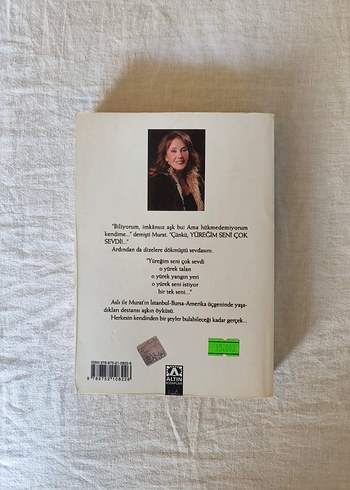 "Biliyorum, imkânsız aşk bu! Ama hükmedemiyorum
kendime..." demişti Murat. "Çünkü, YÜREĞİM SENİ ÇOK
SEVDİ..."
Ardından da dizelere dökmüştü sevdasını.
"Yüreğim seni çok sevdi
o yürek talan
o yürek yangın yeri
o yürek seni istiyor
bir tek seni..."
Aslı ile Murat'ın İstanbul-Bursa-Amerika üçgeninde yaşa-
dıkları destansı aşkın öyküsü.
Herkesin kendinden bir şeyler bulabileceği kadar gerçek...
ALTIN
KİTAPLAR